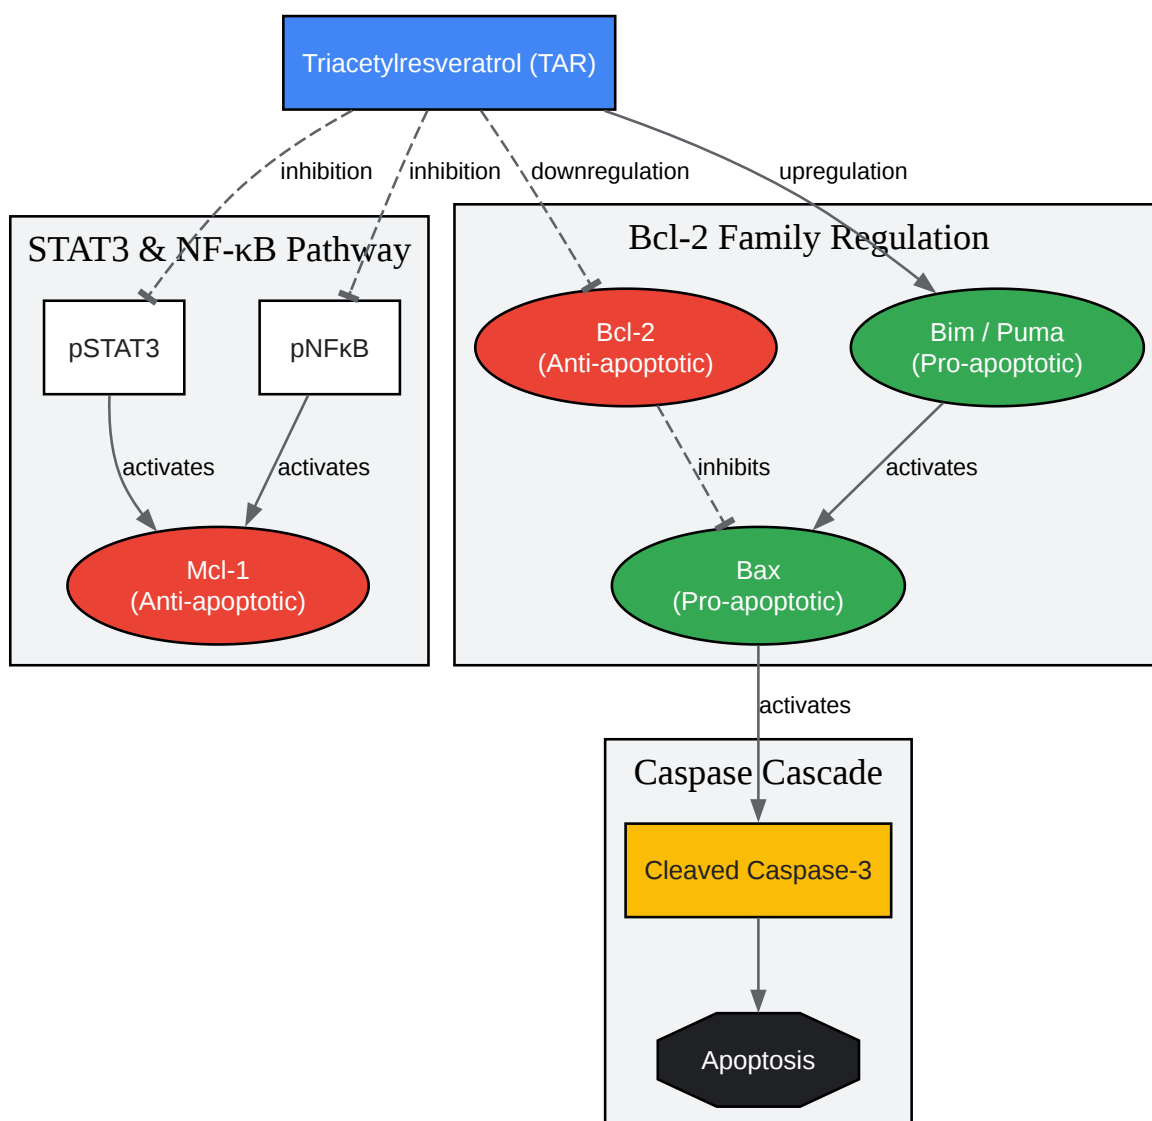 Triacetylresveratrol (TAR)
inhibition
inhibition
downregulation
upregulation
STAT3 & NF-κB Pathway
Bcl-2 Family Regulation
pSTAT3
pNFκB
Bcl-2
(Anti-apoptotic)
Bim / Puma
(Pro-apoptotic)
activates
activates
inhibits
activates
Mcl-1
(Anti-apoptotic)
Bax
(Pro-apoptotic)
activates
Caspase Cascade
Cleaved Caspase-3
Apoptosis